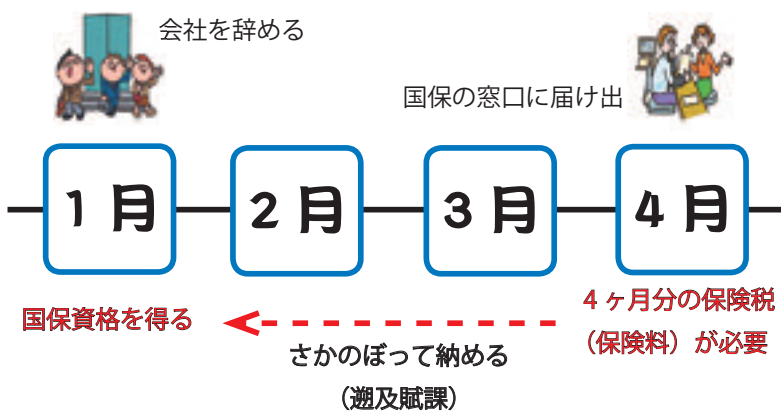 会社を辞める
国保の窓口に届け出
1月
2月
3月
4月
国保資格を得る
4ヶ月分の保険税
（保険料）が必要
さかのぼって納める
（遡及賦課）